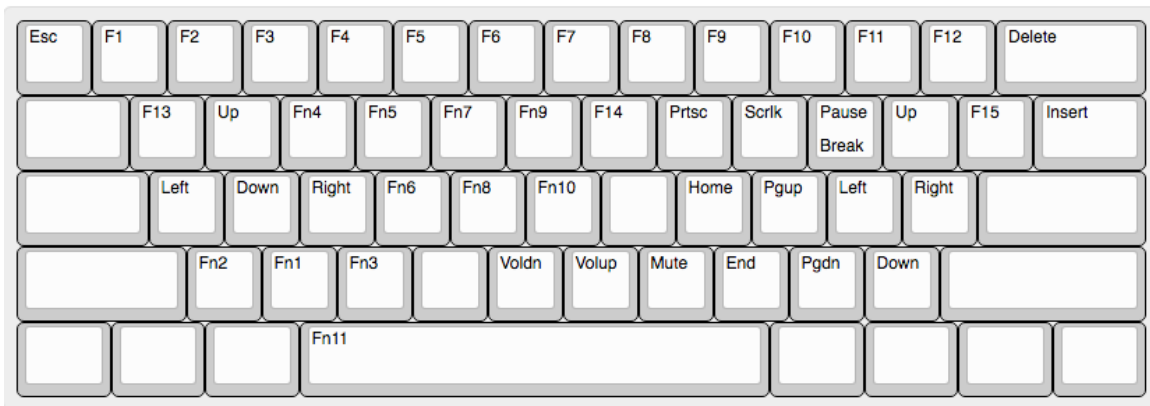 Esc F1 F2 F3 F4 F5 F6 F7 F8 F9 F10 F11 F12 Delete
F13 Up Fn4 Fn5 Fn7 Fn9 F14 Prtsc Scrlk Pause Up F15 Insert
Break
Left Down Right Fn6 Fn8 Fn10 Home Pgup Left Right
Fn2 Fn1 Fn3 Voldn Volup Mute End Pgdn Down
Fn11